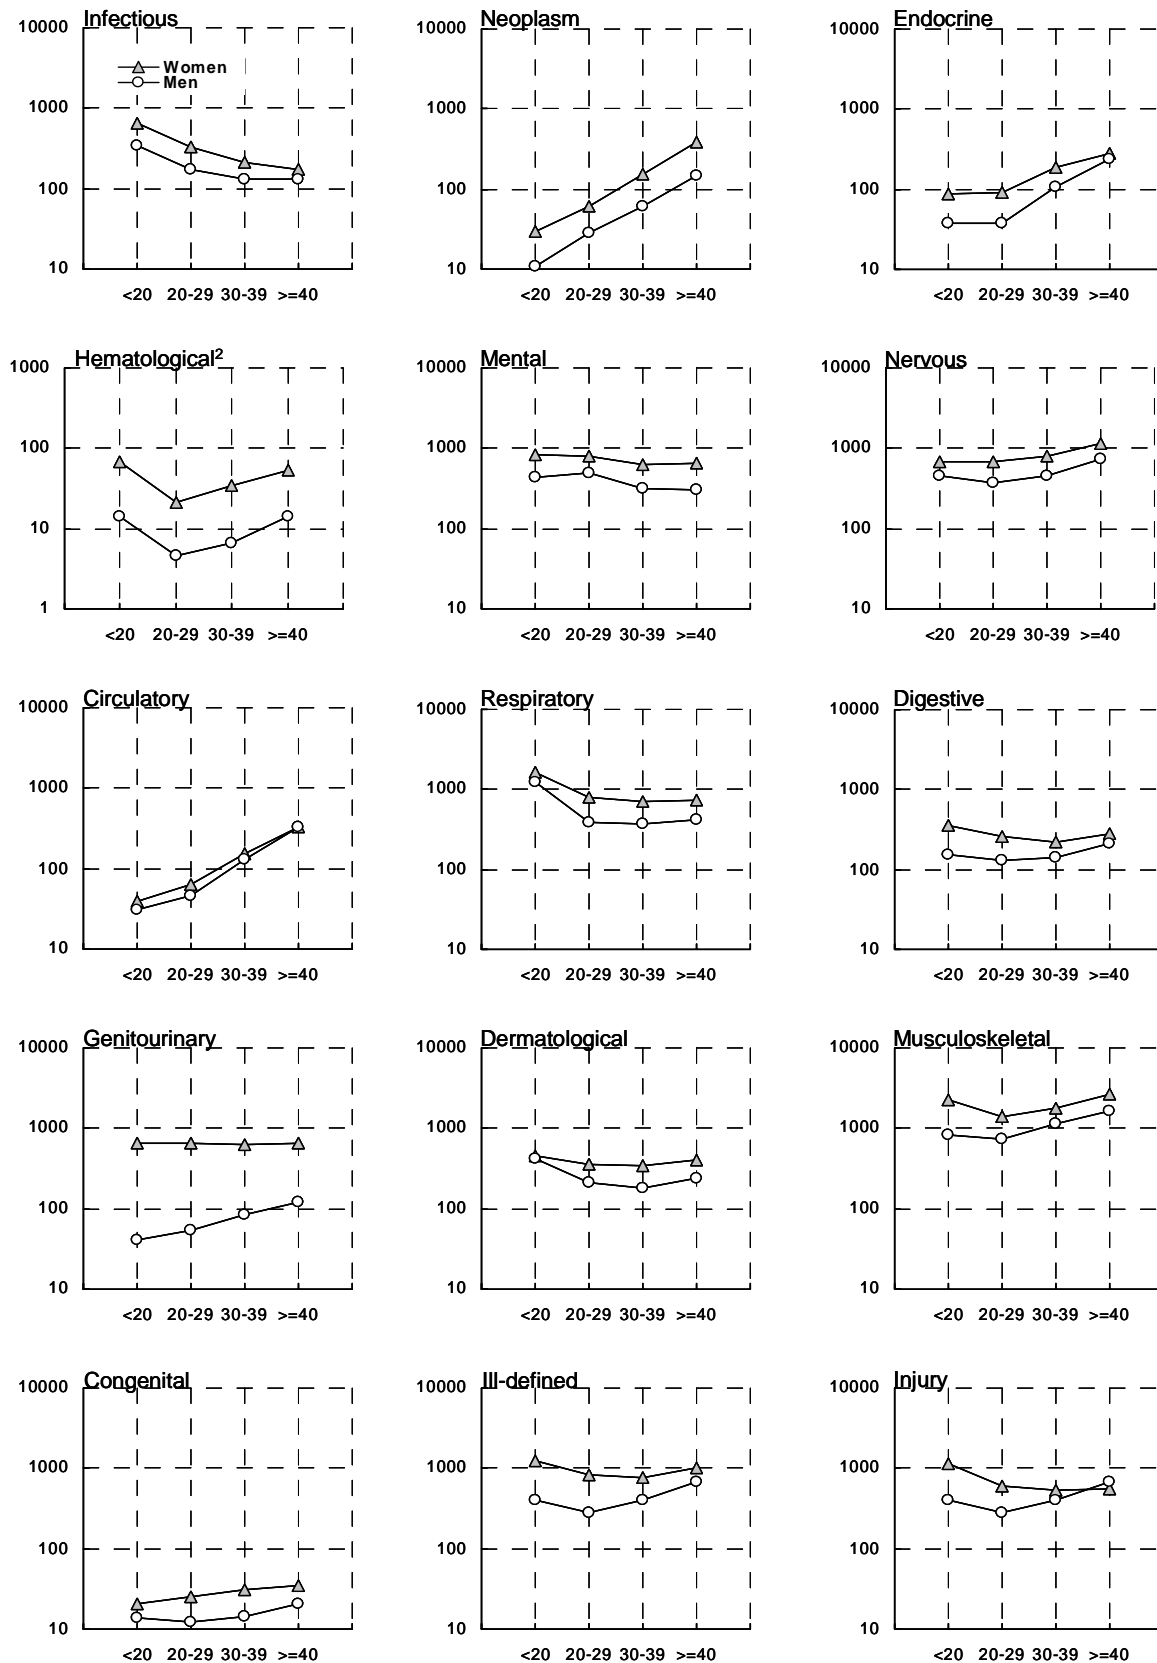 Infectious Neoplasm Endocrine
10000 10000 10000
Women
Men
1000 1000 1000
100 100 100
10 10 10
<20 20-29 30-39 >=40 <20 20-29 30-39 >=40 <20 20-29 30-39 >=40
Hematological² Mental Nervous
1000 10000 10000
100 1000 1000
10 100 100
1 10 10
<20 20-29 30-39 >=40 <20 20-29 30-39 >=40 <20 20-29 30-39 >=40
Circulatory Respiratory Digestive
10000 10000 10000
1000 1000 1000
100 100 100
10 10 10
<20 20-29 30-39 >=40 <20 20-29 30-39 >=40 <20 20-29 30-39 >=40
Genitourinary Dermatological Musculoskeletal
10000 10000 10000
1000 1000 1000
100 100 100
10 10 10
<20 20-29 30-39 >=40 <20 20-29 30-39 >=40 <20 20-29 30-39 >=40
Congenital Ill-defined Injury
10000 10000 10000
1000 1000 1000
100 100 100
10 10 10
<20 20-29 30-39 >=40 <20 20-29 30-39 >=40 <20 20-29 30-39 >=40